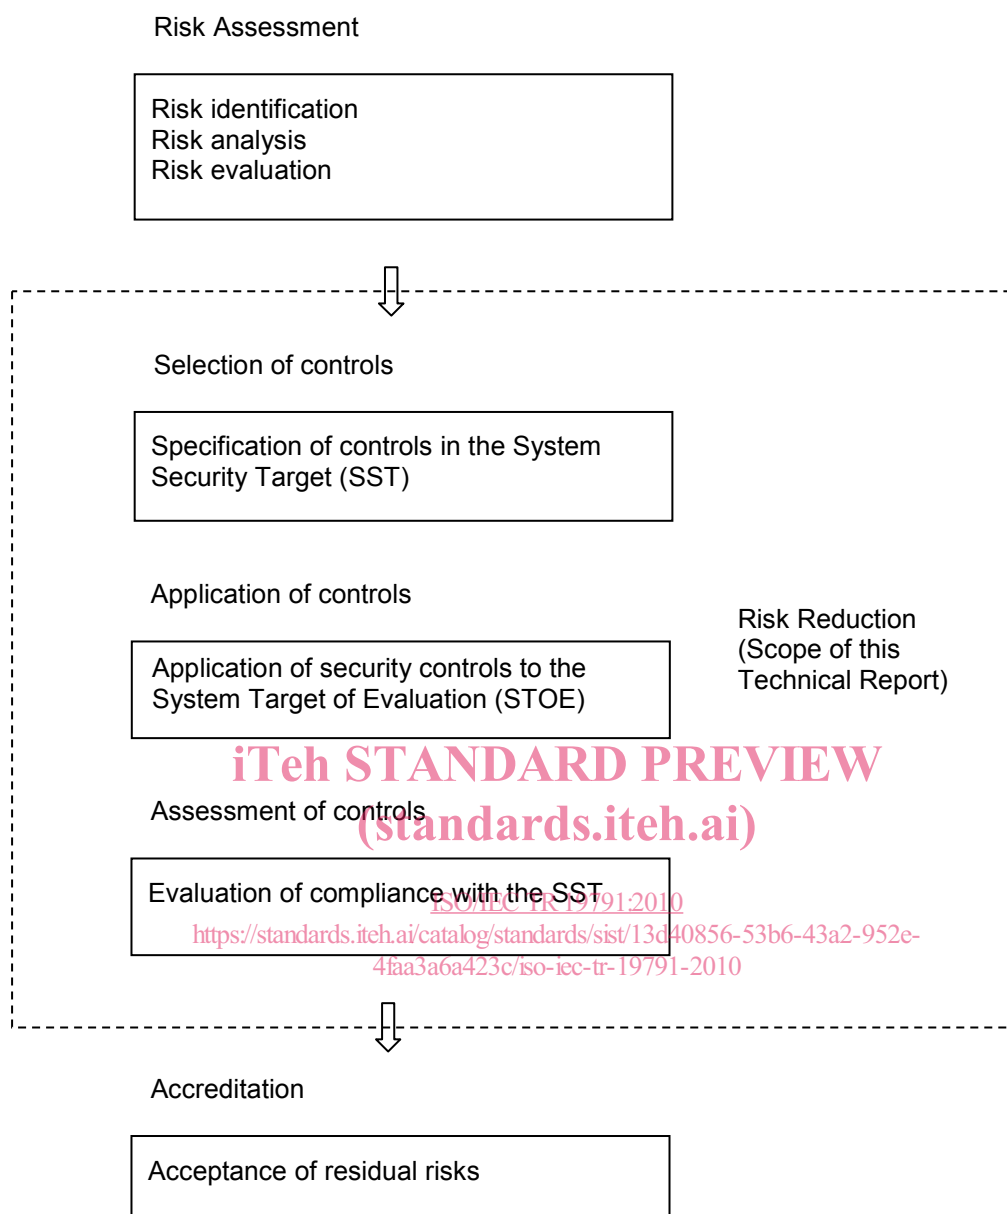 Risk Assessment
Risk identification
Risk analysis
Risk evaluation
Selection of controls
Specification of controls in the System
Security Target (SST)
Application of controls
Risk Reduction
(Scope of this
Technical Report)
Application of security controls to the
System Target of Evaluation (STOE)
iTeh STANDARD PREVIEW
(standards.iteh.ai)
Assessment of controls
Evaluation of compliance with the SST
ISO/IEC TR 19791:2010
https://standards.iteh.ai/catalog/standards/sist/13d40856-53b6-43a2-952e-
4faa3a6a423c/iso-iec-tr-19791-2010
Accreditation
Acceptance of residual risks